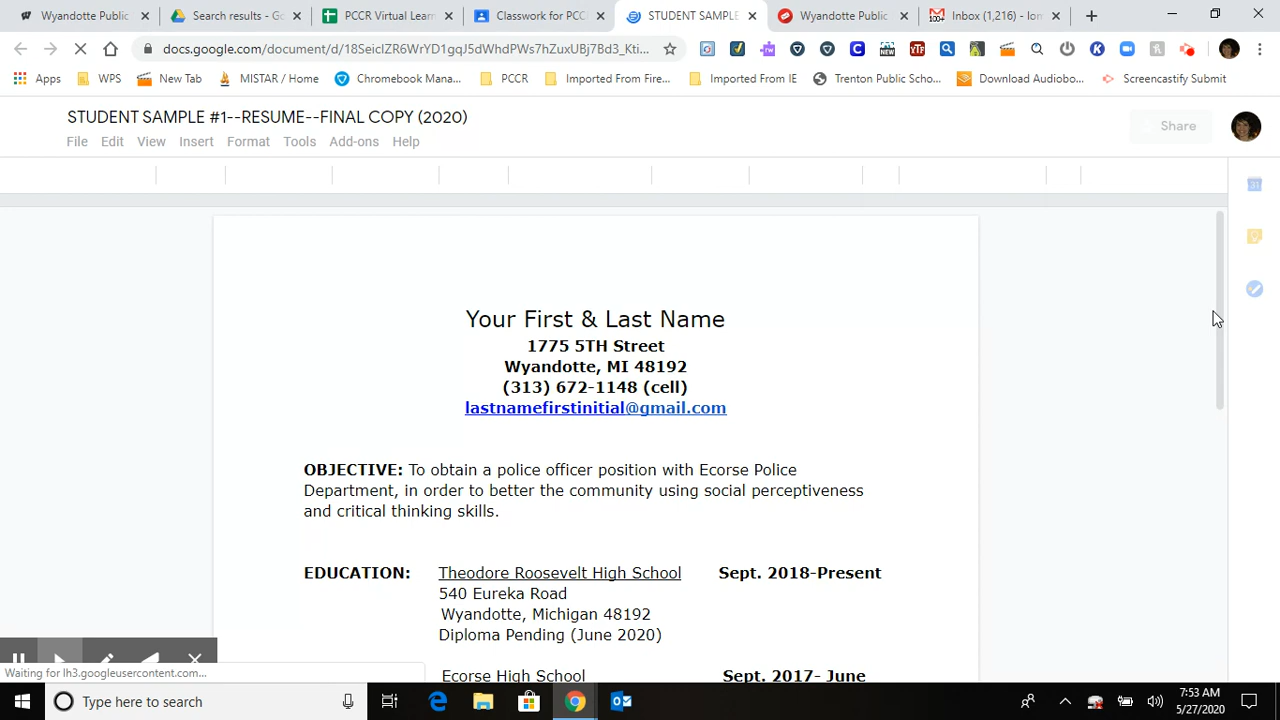 Wyandotte Public
Search results - Go
PCCR Virtual Learn
Classwork for PCC
STUDENT SAMPLE
Wyandotte Public
Inbox (1,216) - lom
docs.google.com/document/d/18SeicIZR6WrYD1gqJ5dWhdPWs7hZuxUBj7Bd3_Kti...
Apps
WPS
New Tab
MISTAR / Home
Chromebook Mana...
PCCR
Imported From Fire...
Imported From IE
Trenton Public Scho...
Download Audiobo...
Screencastify Submit
STUDENT SAMPLE #1--RESUME--FINAL COPY (2020)
Share
File Edit View Insert Format Tools Add-ons Help
Your First & Last Name
1775 5TH Street
Wyandotte, MI 48192
(313) 672-1148 (cell)
lastnamefirstinitial@gmail.com
OBJECTIVE: To obtain a police officer position with Ecorse Police
Department, in order to better the community using social perceptiveness
and critical thinking skills.
EDUCATION: Theodore Roosevelt High School Sept. 2018-Present
540 Eureka Road
Wyandotte, Michigan 48192
Diploma Pending (June 2020)
Ecorse High School Sept. 2017- June
Waiting for lh3.googleusercontent.com...
Type here to search
7:53 AM
5/27/2020